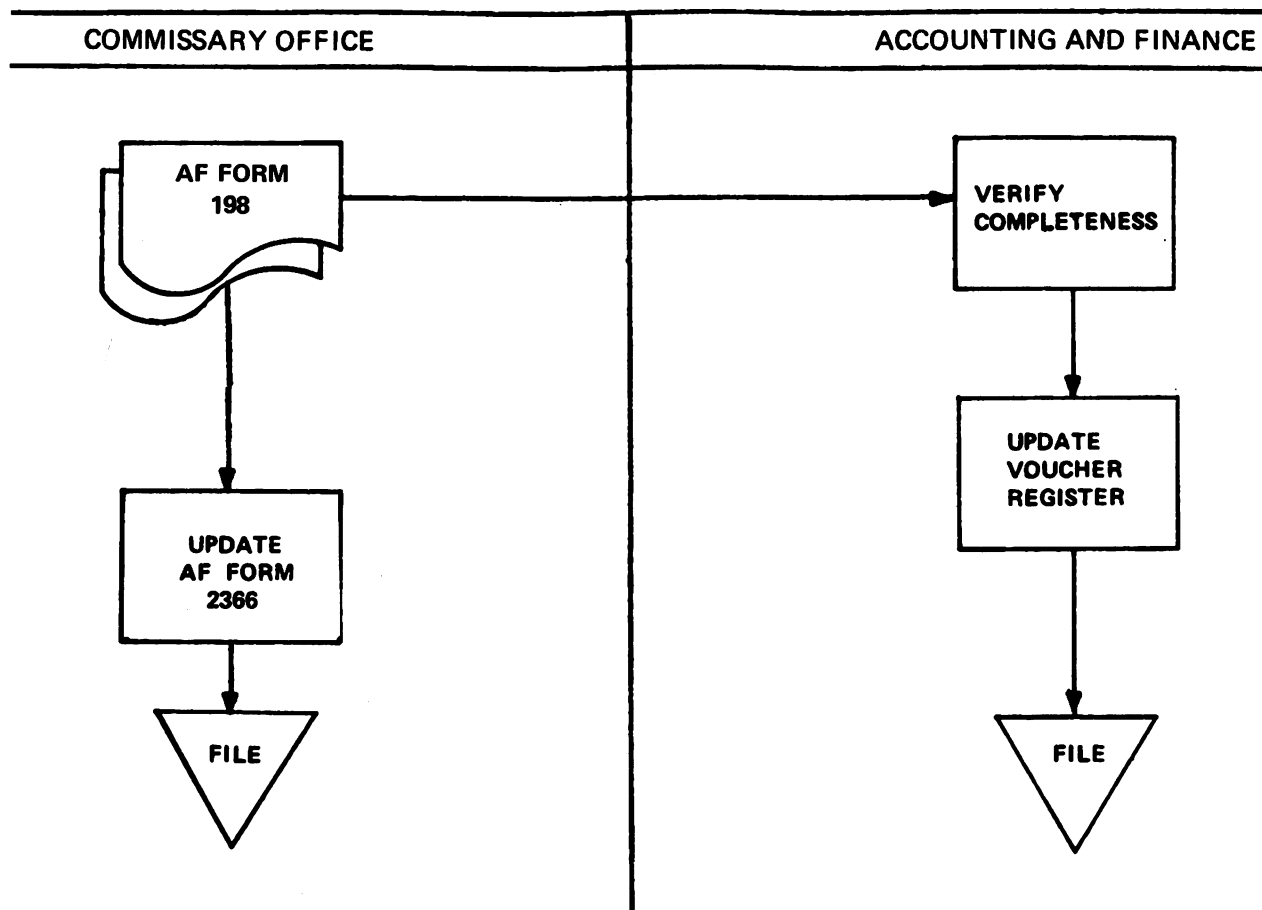 COMMISSARY OFFICE
ACCOUNTING AND FINANCE
AF FORM
198
VERIFY
COMPLETENESS
UPDATE
VOUCHER
REGISTER
UPDATE
AF FORM
2366
FILE
FILE